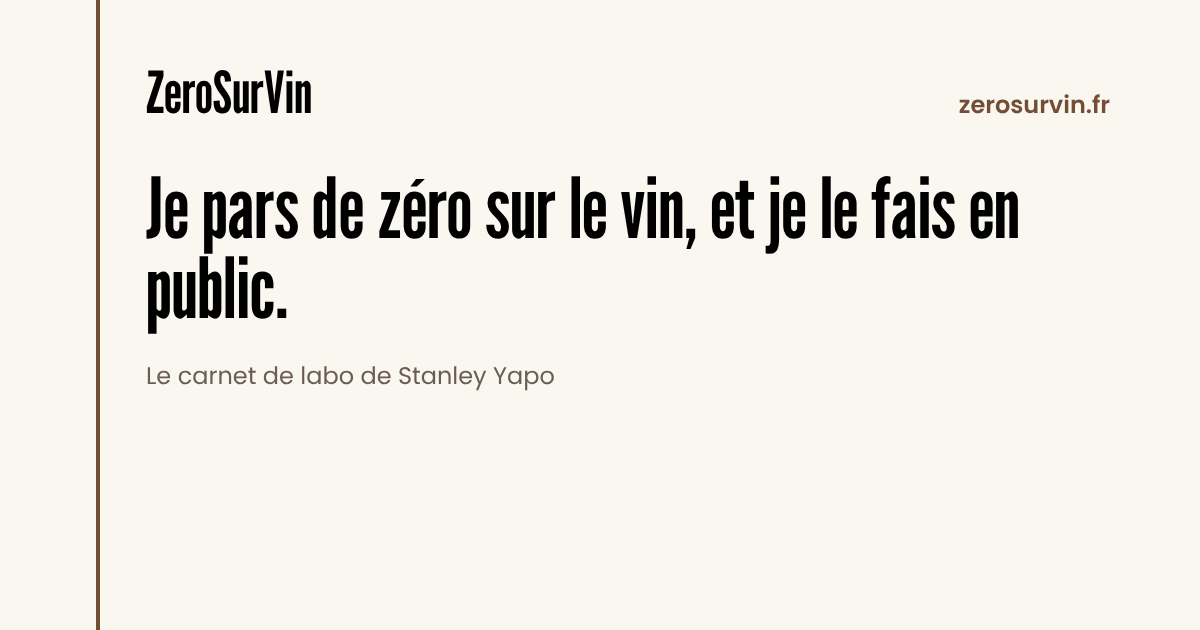 ZeroSurVin
zerosurvin.fr
Je pars de zéro sur le vin, et je le fais en
public.
Le carnet de labo de Stanley Yapo